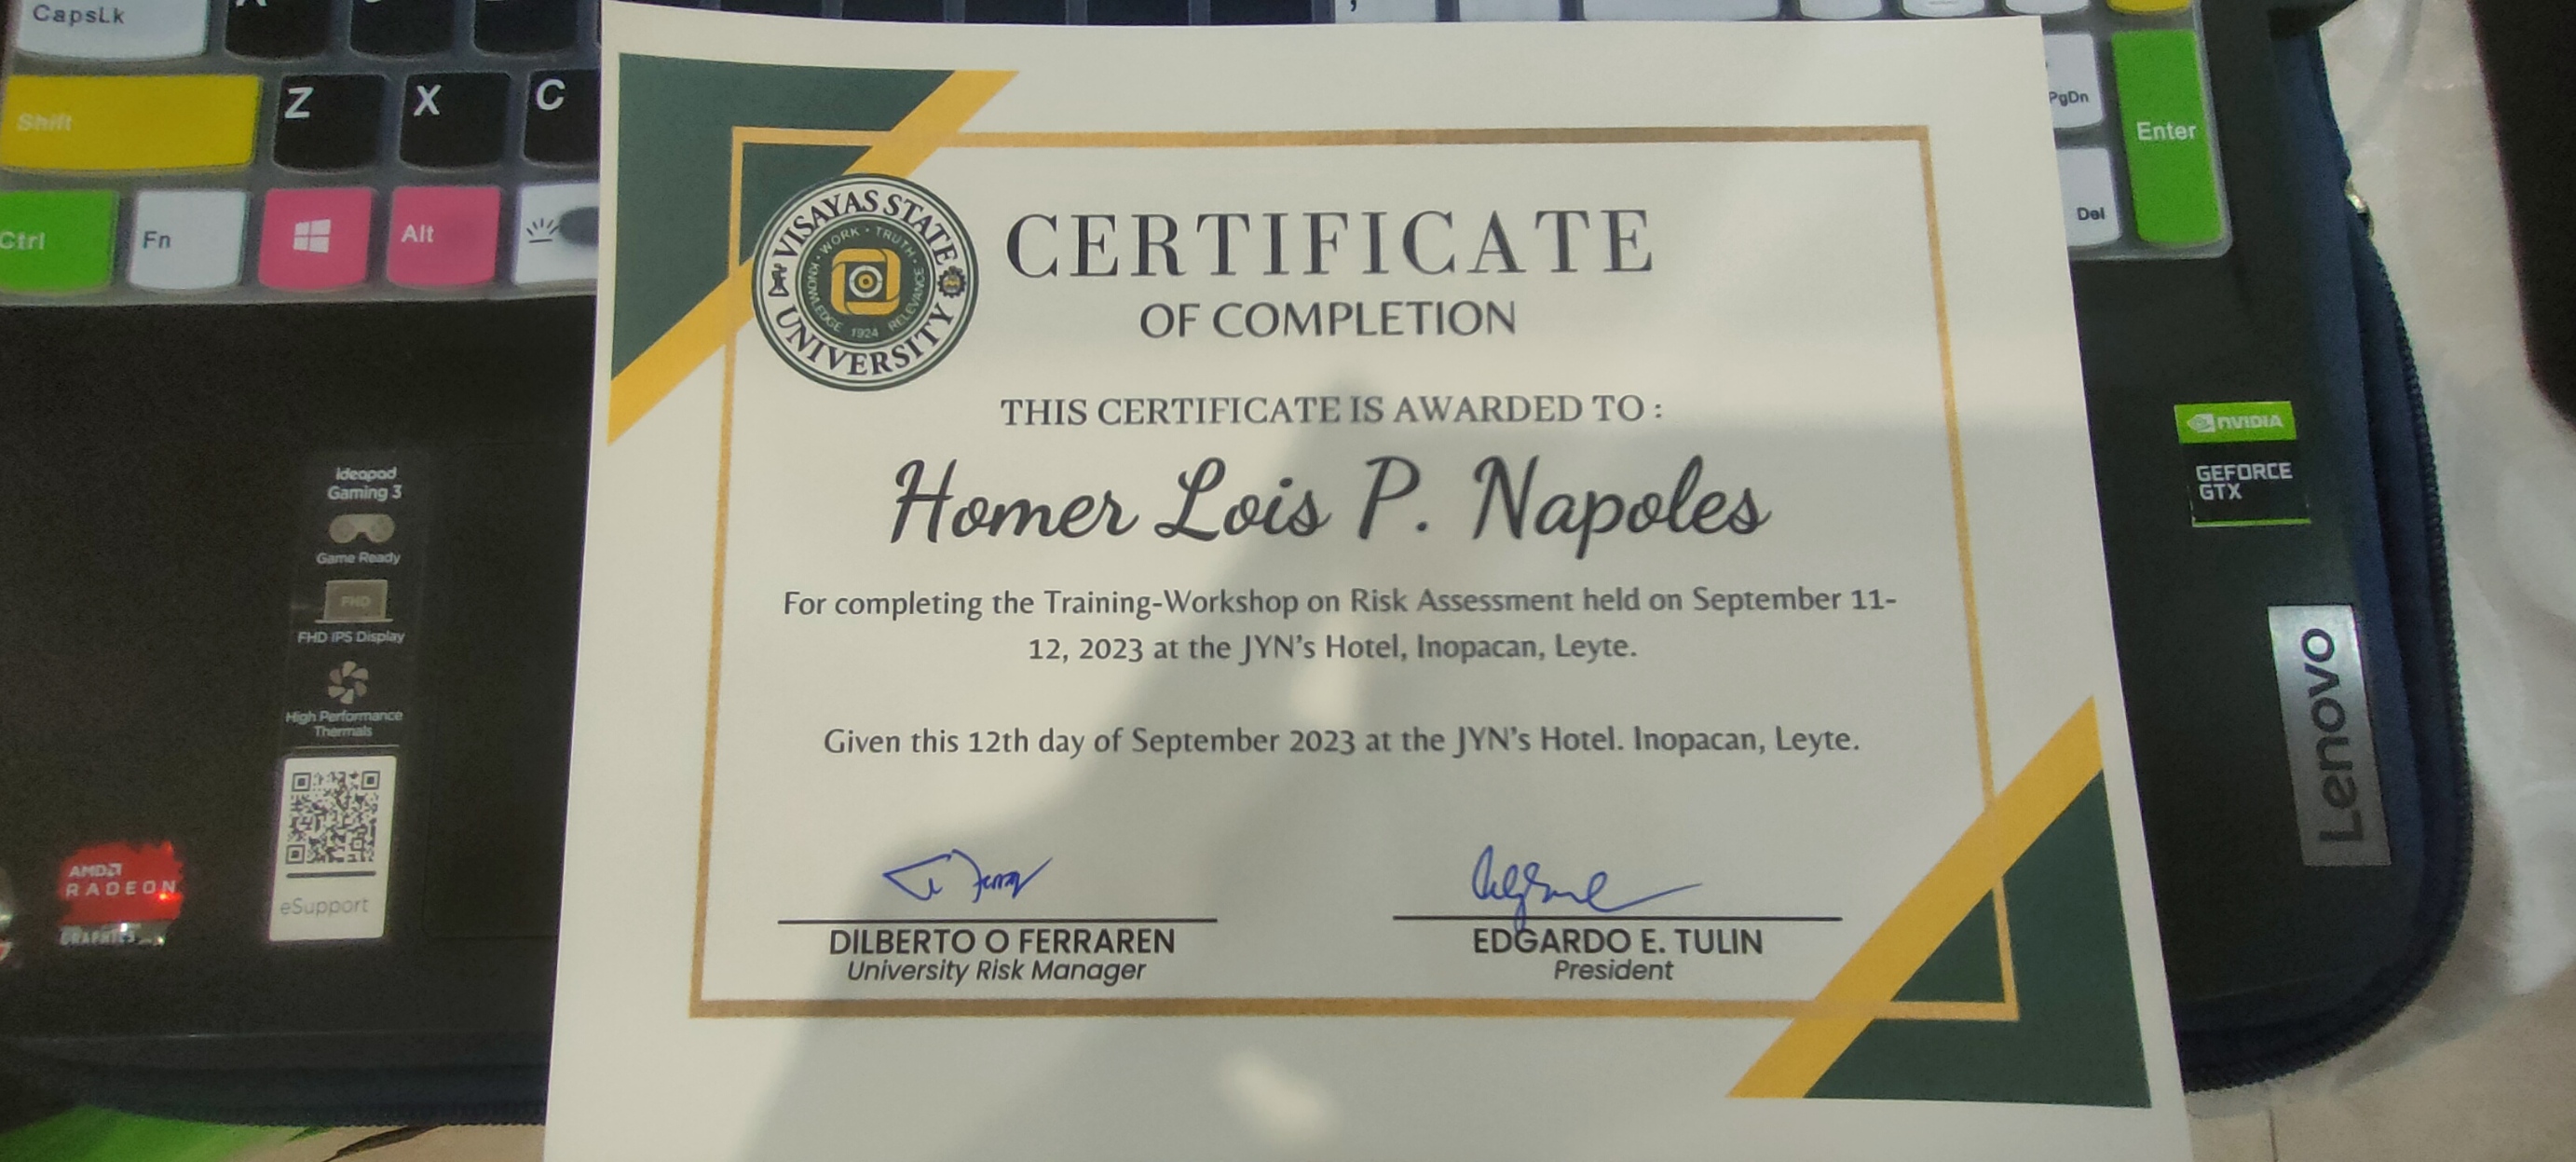 CapsLk
Shift
Z
X
C
Ctrl
Fn
Alt
PgDn
Enter
Del
VISAYAS STATE UNIVERSITY
WORK • TRUTH • RELEVANCE
KNOWLEDGE
1924
CERTIFICATE
OF COMPLETION
THIS CERTIFICATE IS AWARDED TO :
Homer Lois P. Napoles
For completing the Training-Workshop on Risk Assessment held on September 11-
12, 2023 at the JYN's Hotel, Inopacan, Leyte.
Given this 12th day of September 2023 at the JYN's Hotel. Inopacan, Leyte.
DILBERTO O FERRAREN
University Risk Manager
EDGARDO E. TULIN
President
ideapad
Gaming 3
Game Ready
FHD
FHD IPS Display
High Performance
Thermals
eSupport
AMD
RADEON
GRAPHICS
NVIDIA
GEFORCE
GTX
Lenovo